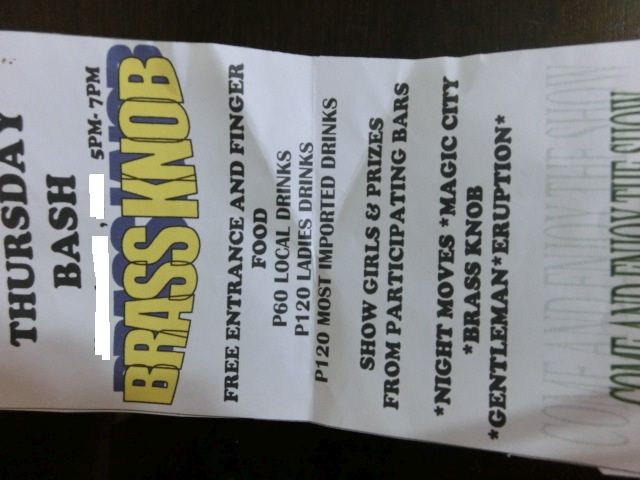 THURSDAY
BASH
, 5PM- 7PM
BRASS KNOB
FREE ENTRANCE AND FINGER
FOOD
P60 LOCAL DRINKS
P120 LADIES DRINKS
P120 MOST IMPORTED DRINKS
SHOW GIRLS & PRIZES
FROM PARTICIPATING BARS
*NIGHT MOVES *MAGIC CITY
*BRASS KNOB
*GENTLEMAN*ERUPTION*
COME AND ENJOY THE SHOW